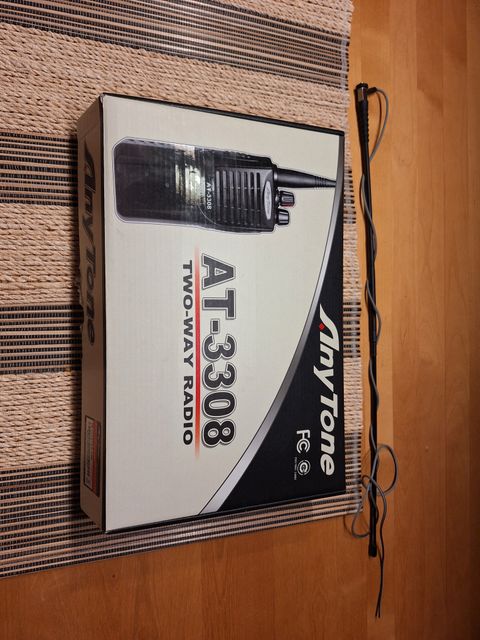 AnyTone
FC
AT-3308
TWO-WAY RADIO
AT-3308
AnyTone